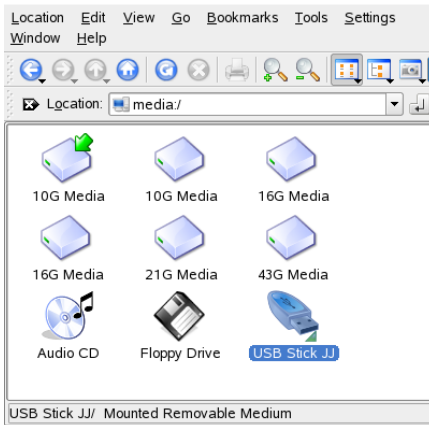 Location Edit View Go Bookmarks Tools Settings
Window Help
Location: media:/
10G Media 10G Media 16G Media
16G Media 21G Media 43G Media
Audio CD Floppy Drive USB Stick JJ
USB Stick JJ/ Mounted Removable Medium